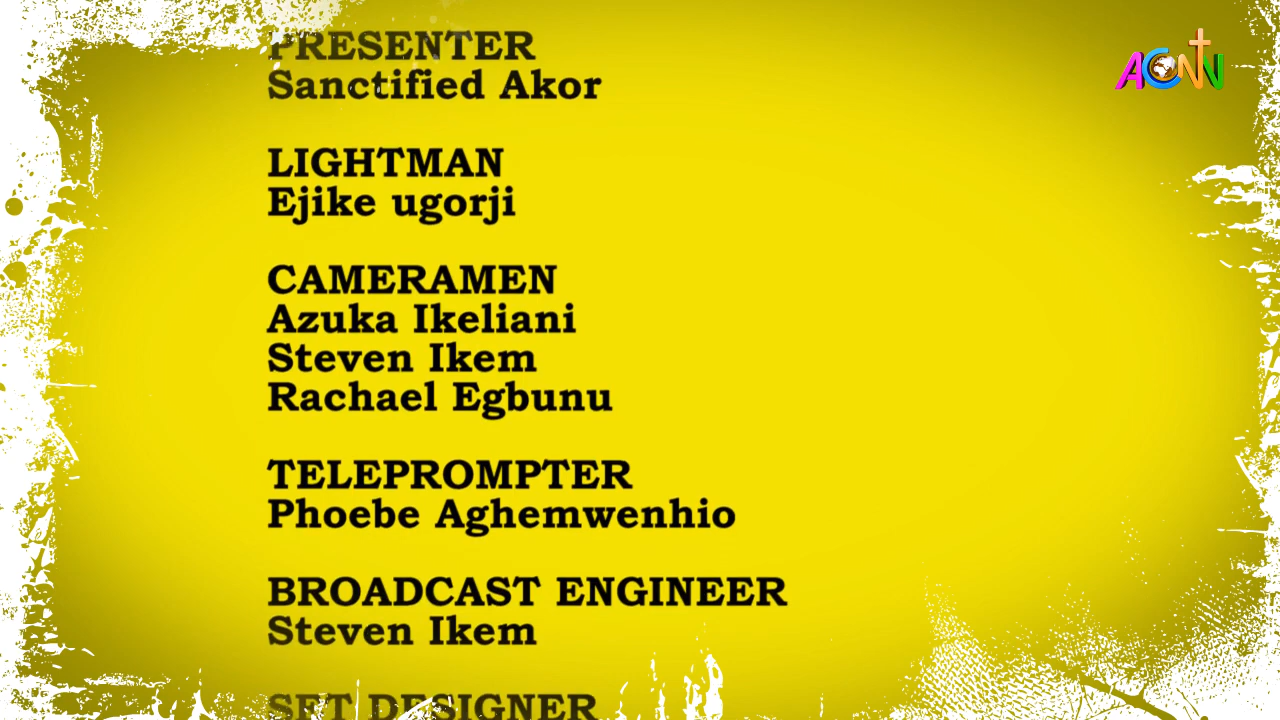 PRESENTER
Sanctified Akor
LIGHTMAN
Ejike ugorji
CAMERAMEN
Azuka Ikeliani
Steven Ikem
Rachael Egbunu
TELEPROMPTER
Phoebe Aghemwenhio
BROADCAST ENGINEER
Steven Ikem
SET DESIGNER
ACNN